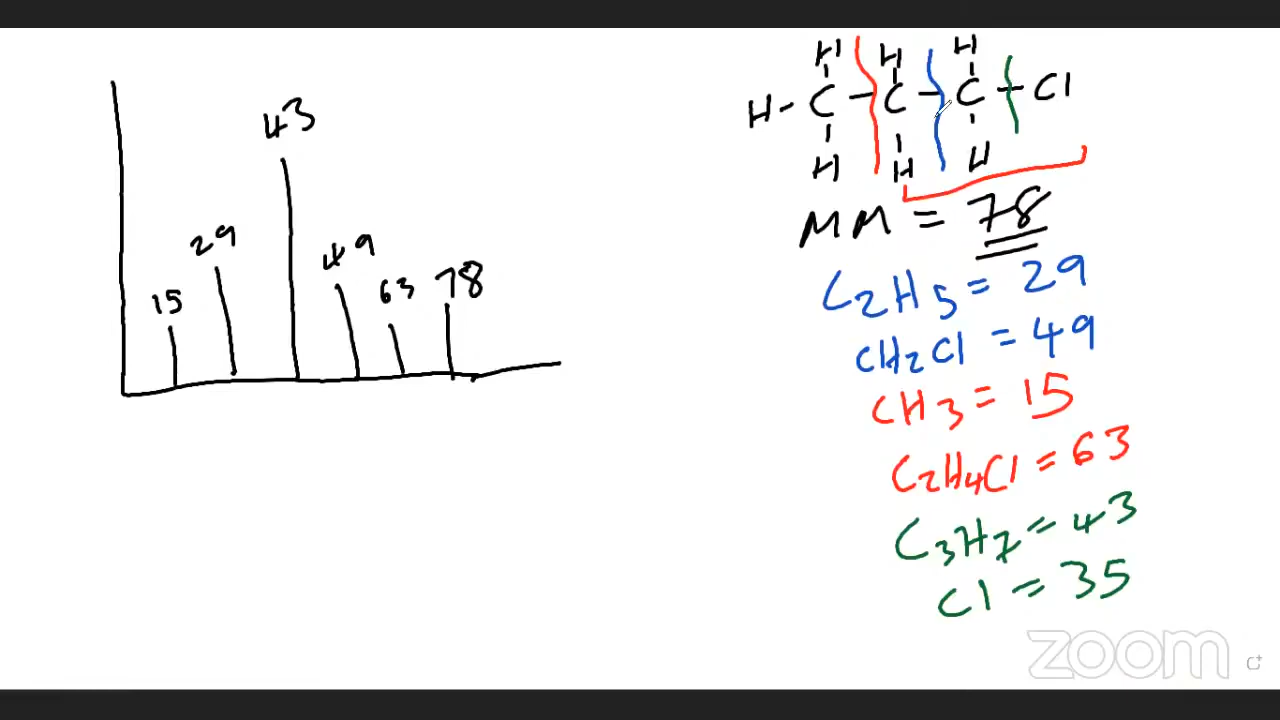 43
29
49
15
63
78
H H H
H - C - C - C - Cl
H H H
MM = 78
C2H5 = 29
CH2Cl = 49
CH3 = 15
C2H4Cl = 63
C3H7 = 43
Cl = 35
zoom